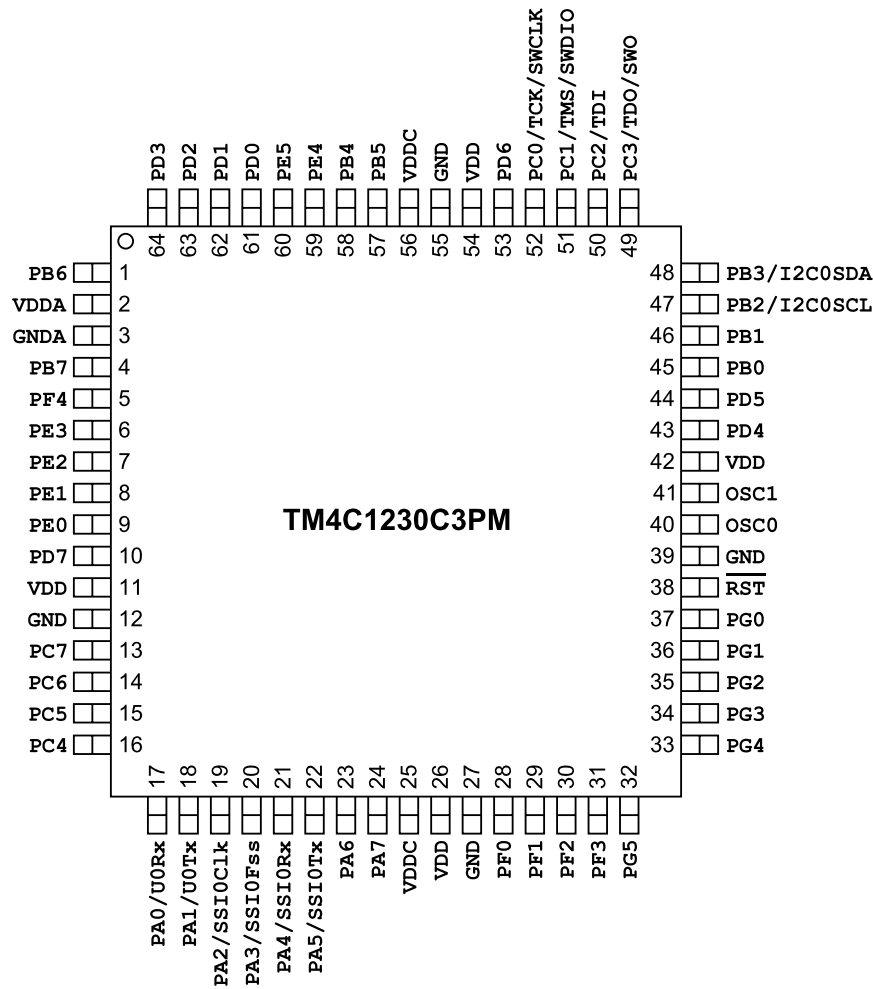 PD3
PD2
PD1
PD0
PE5
PE4
PB4
PB5
VDDC
GND
VDD
PD6
PC0/TCK/SWCLK
PC1/TMS/SWDIO
PC2/TDI
PC3/TDO/SWO
64
63
62
61
60
59
58
57
56
55
54
53
52
51
50
49
PB6 1 48 PB3/I2C0SDA
VDDA 2 47 PB2/I2C0SCL
GNDA 3 46 PB1
PB7 4 45 PB0
PF4 5 44 PD5
PE3 6 43 PD4
PE2 7 42 VDD
PE1 8 41 OSC1
TM4C1230C3PM
PE0 9 40 OSC0
PD7 10 39 GND
VDD 11 38 RST
GND 12 37 PG0
PC7 13 36 PG1
PC6 14 35 PG2
PC5 15 34 PG3
PC4 16 33 PG4
17
18
19
20
21
22
23
24
25
26
27
28
29
30
31
32
PA0/U0Rx
PA1/U0Tx
PA2/SSI0Clk
PA3/SSI0Fss
PA4/SSI0Rx
PA5/SSI0Tx
PA6
PA7
VDDC
VDD
GND
PF0
PF1
PF2
PF3
PG5